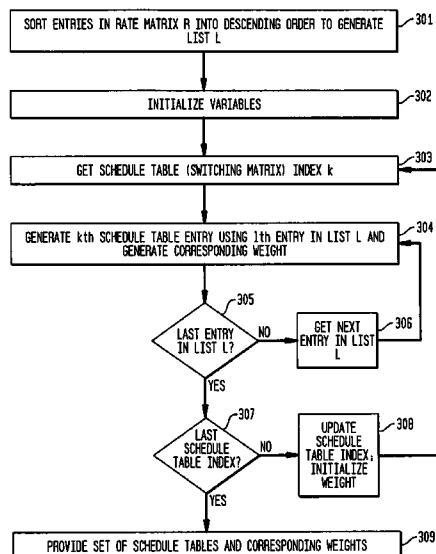 SORT ENTRIES IN RATE MATRIX R INTO DESCENDING ORDER TO GENERATE
LIST L
301
INITIALIZE VARIABLES
302
GET SCHEDULE TABLE (SWITCHING MATRIX) INDEX k
303
GENERATE kth SCHEDULE TABLE ENTRY USING lth ENTRY IN LIST L AND
GENERATE CORRESPONDING WEIGHT
304
LAST ENTRY
IN LIST L?
305
NO
GET NEXT
ENTRY IN LIST
L
306
YES
LAST
SCHEDULE
TABLE INDEX?
307
NO
UPDATE
SCHEDULE
TABLE INDEX;
INITIALIZE
WEIGHT
308
YES
PROVIDE SET OF SCHEDULE TABLES AND CORRESPONDING WEIGHTS
309